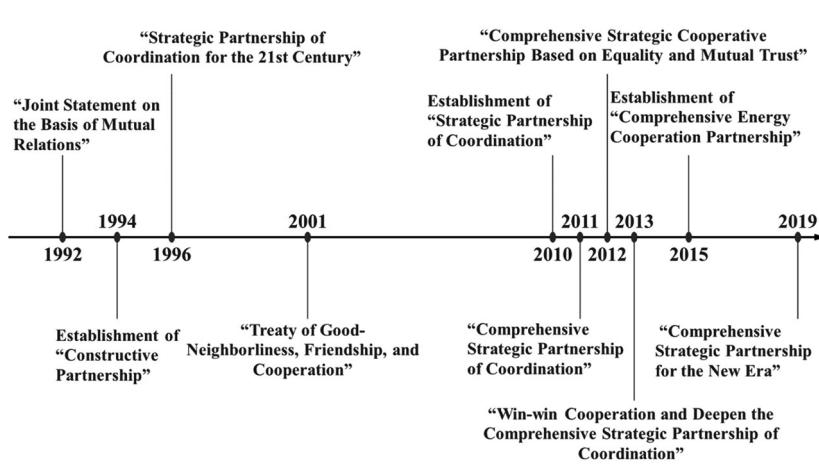 “Strategic Partnership of
Coordination for the 21st Century”
“Comprehensive Strategic Cooperative
Partnership Based on Equality and Mutual Trust”
“Joint Statement on
the Basis of Mutual
Relations”
Establishment of
“Strategic Partnership
of Coordination”
Establishment of
“Comprehensive Energy
Cooperation Partnership”
1994
2001
2011
2013
2019
1992
1996
2010
2012
2015
Establishment of
“Constructive
Partnership”
“Treaty of Good-
Neighborliness, Friendship, and
Cooperation”
“Comprehensive
Strategic Partnership
of Coordination”
“Comprehensive
Strategic Partnership
for the New Era”
“Win-win Cooperation and Deepen the
Comprehensive Strategic Partnership of
Coordination”